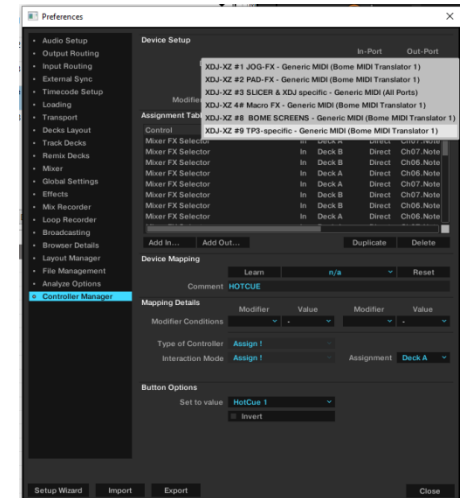 Preferences
Audio Setup
Output Routing
Input Routing
External Sync
Timecode Setup
Loading
Transport
Decks Layout
Track Decks
Remix Decks
Mixer
Global Settings
Effects
Mix Recorder
Loop Recorder
Broadcasting
Browser Details
Layout Manager
File Management
Analyze Options
Controller Manager
Device Setup
In-Port Out-Port
XDJ-XZ #1 JOG-FX - Generic MIDI (Bome MIDI Translator 1)
XDJ-XZ #2 PAD-FX - Generic MIDI (Bome MIDI Translator 1)
XDJ-XZ #3 SLICER & XDJ specific - Generic MIDI (All Ports)
XDJ-XZ 4# Macro FX - Generic MIDI (Bome MIDI Translator 1)
XDJ-XZ #8 BOME SCREENS - Generic MIDI (Bome MIDI Translator 1)
XDJ-XZ #9 TP3-specific - Generic MIDI (Bome MIDI Translator 1)
Modifie
Assignment Tabl
Control
Mixer FX Selector In Deck A Direct Ch07.Note
Mixer FX Selector In Deck B Direct Ch07.Note
Mixer FX Selector In Deck B Direct Ch06.Note
Mixer FX Selector In Deck A Direct Ch06.Note
Mixer FX Selector In Deck A Direct Ch07.Note
Mixer FX Selector In Deck B Direct Ch07.Note
Mixer FX Selector In Deck B Direct Ch06.Note
Add In... Add Out... Duplicate Delete
Device Mapping
Learn n/a Reset
Comment HOTCUE
Mapping Details
Modifier Value Modifier Value
Modifier Conditions - -
Type of Controller Assign !
Interaction Mode Assign ! Assignment Deck A
Button Options
Set to value HotCue 1
Invert
Setup Wizard Import Export Close